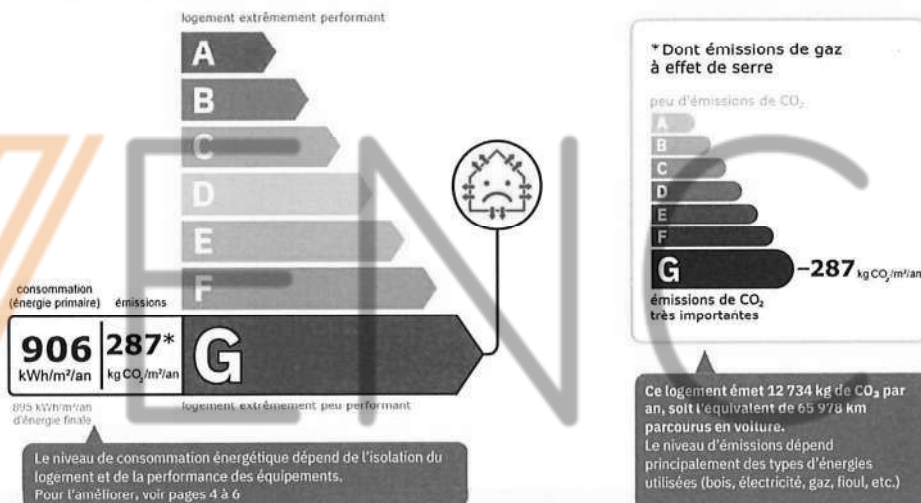 logement extrêmement performant
A
B
C
D
E
F
consommation
(énergie primaire)
émissions
906
kWh/m²/an
287*
kg CO₂/m²/an
G
895 kWh/m²/an
d'énergie finale
logement extrêmement peu performant
Le niveau de consommation énergétique dépend de l'isolation du
logement et de la performance des équipements.
Pour l'améliorer, voir pages 4 à 6
*Dont émissions de gaz
à effet de serre
peu d'émissions de CO₂
A
B
C
D
E
F
G
–287 kg CO₂/m²/an
émissions de CO₂
très importantes
Ce logement émet 12 734 kg de CO₂ par
an, soit l'équivalent de 65 978 km
parcourus en voiture.
Le niveau d'émissions dépend
principalement des types d'énergies
utilisées (bois, électricité, gaz, fioul, etc.)
ENC